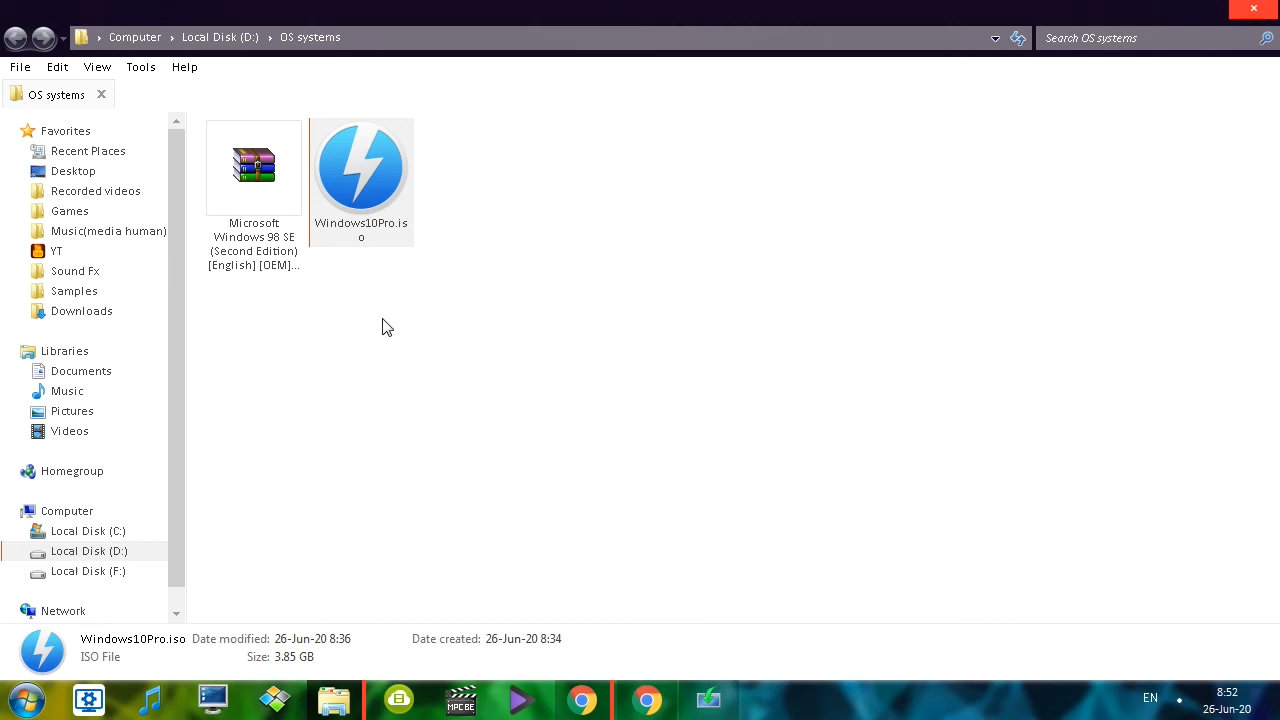 Computer Local Disk (D:) OS systems
Search OS systems
File Edit View Tools Help
OS systems
Favorites
Recent Places
Desktop
Recorded videos
Games
Music(media human)
YT
Sound Fx
Samples
Downloads
Libraries
Documents
Music
Pictures
Videos
Homegroup
Computer
Local Disk (C:)
Local Disk (D:)
Local Disk (F:)
Network
Microsoft
Windows 98 SE
(Second Edition)
[English] [OEM]...
Windows10Pro.is
o
Windows10Pro.iso Date modified: 26-Jun-20 8:36 Date created: 26-Jun-20 8:34
ISO File Size: 3.85 GB
MPCBE
EN
8:52
26-Jun-20